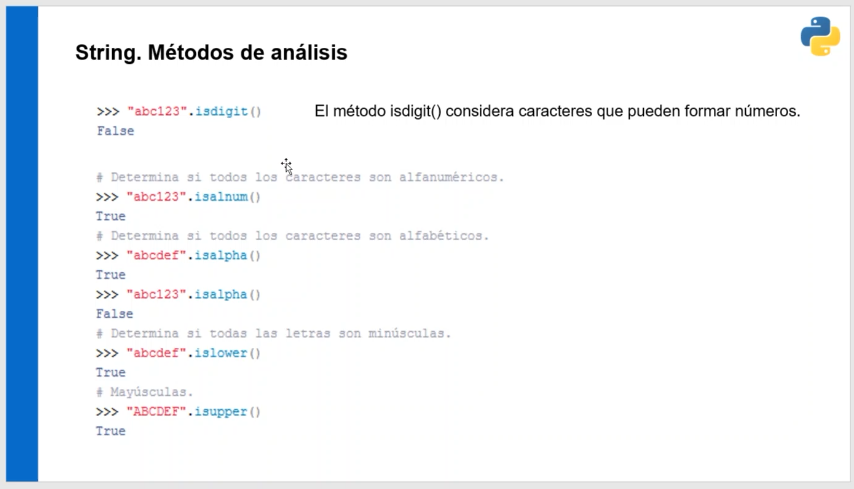 String. Métodos de análisis
>>> "abc123".isdigit()
El método isdigit() considera caracteres que pueden formar números.
False
# Determina si todos los caracteres son alfanuméricos.
>>> "abc123".isalnum()
True
# Determina si todos los caracteres son alfabéticos.
>>> "abcdef".isalpha()
True
>>> "abc123".isalpha()
False
# Determina si todas las letras son minúsculas.
>>> "abcdef".islower()
True
# Mayúsculas.
>>> "ABCDEF".isupper()
True